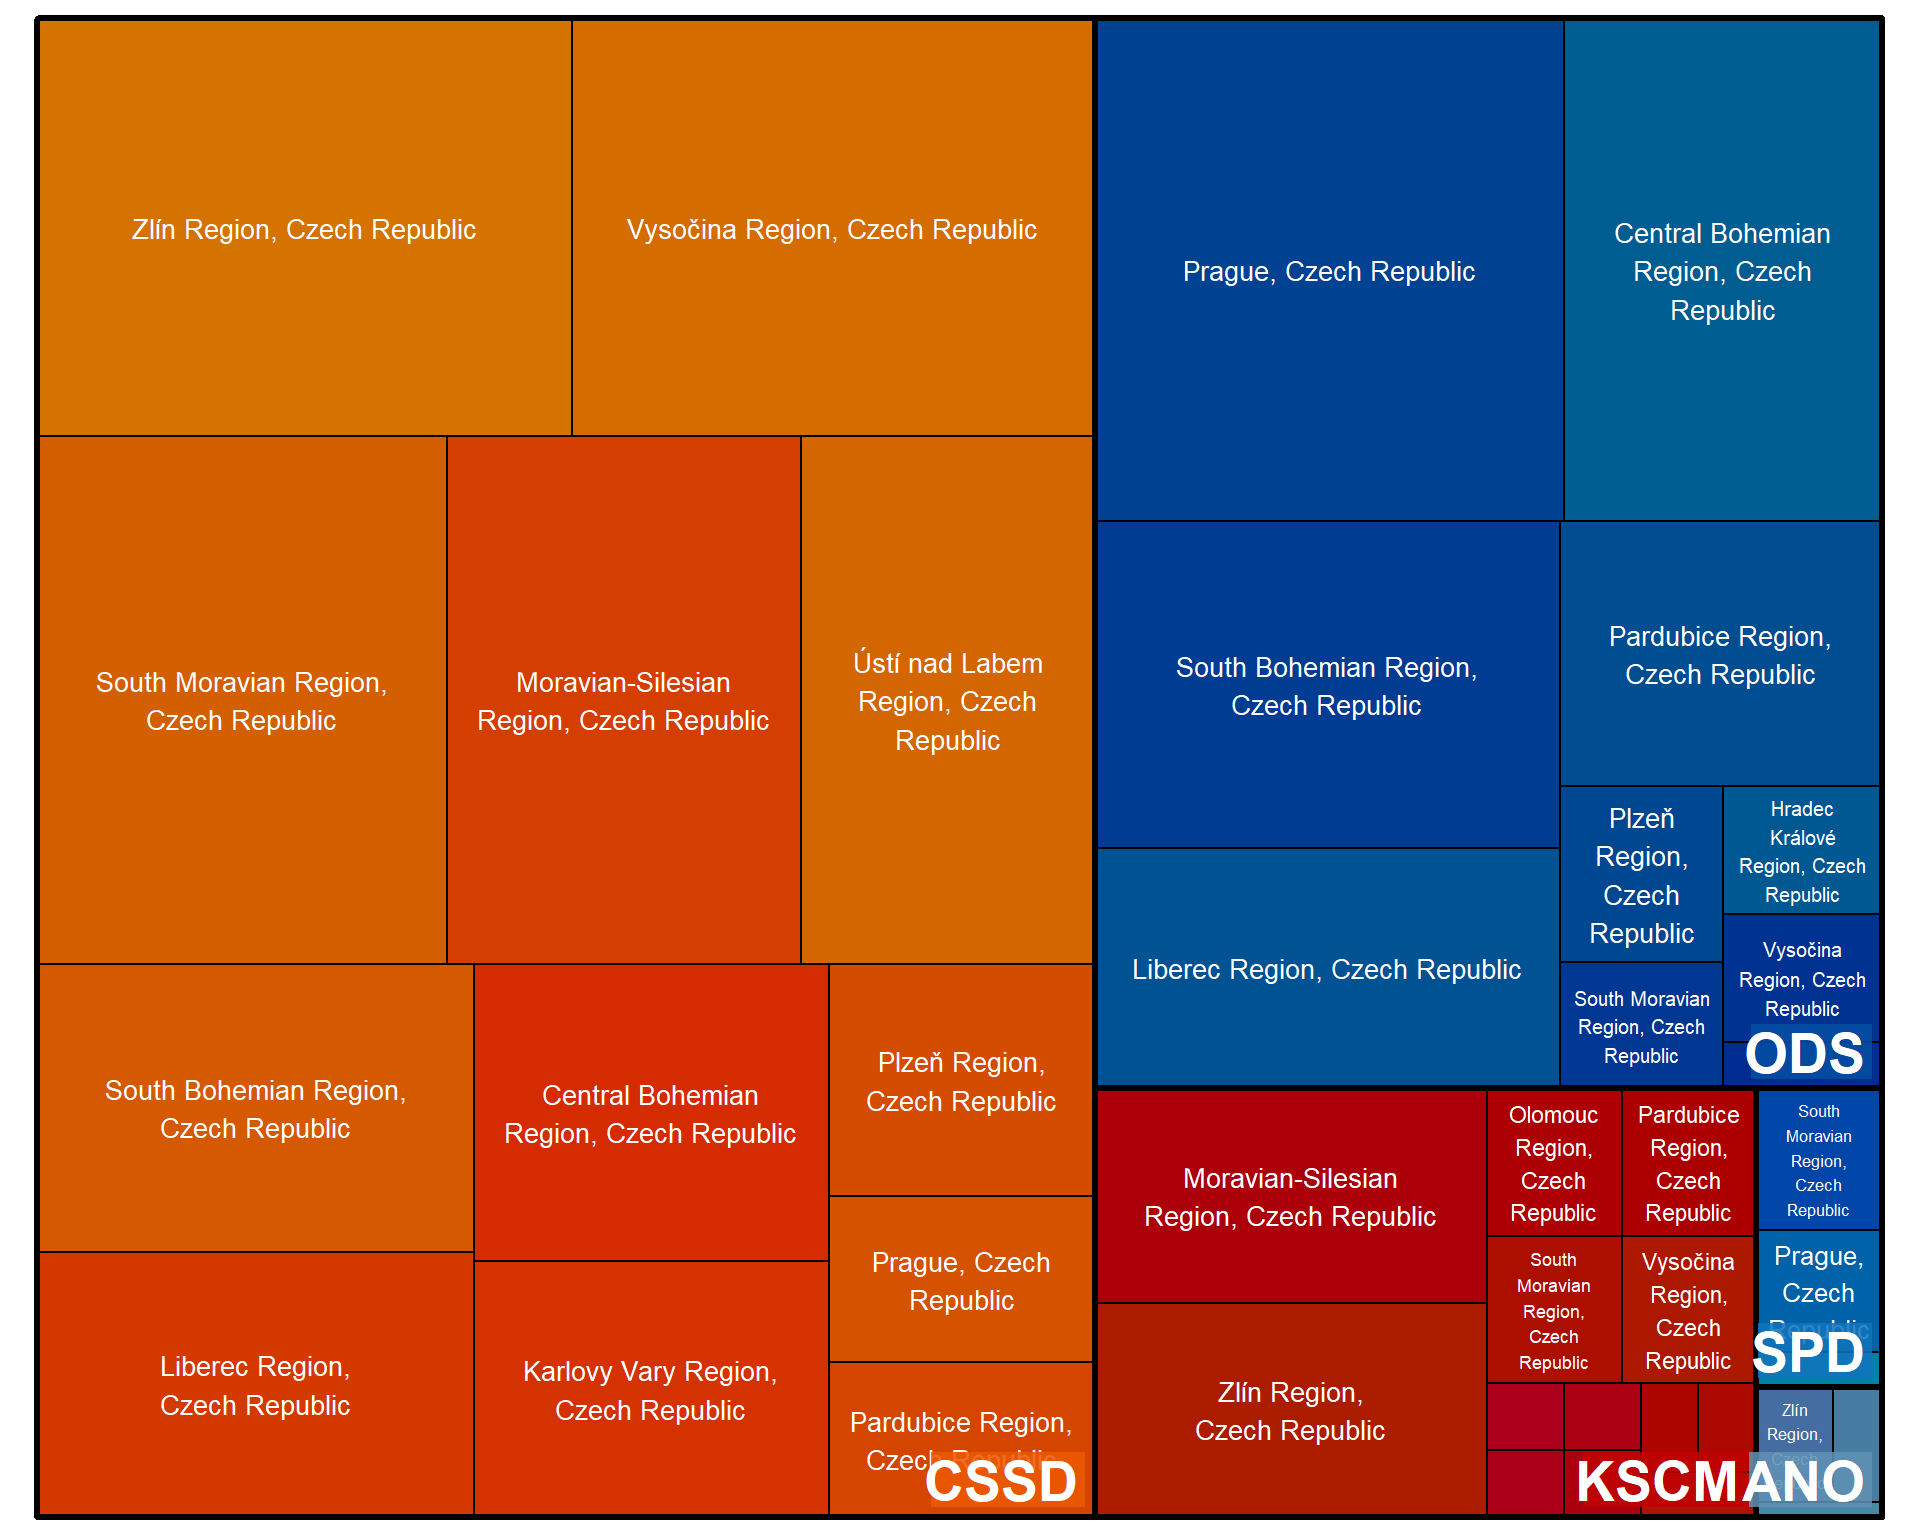 Zlín Region, Czech Republic
Vysočina Region, Czech Republic
South Moravian Region,
Czech Republic
Moravian-Silesian
Region, Czech Republic
Ústí nad Labem
Region, Czech
Republic
South Bohemian Region,
Czech Republic
Liberec Region,
Czech Republic
Central Bohemian
Region, Czech Republic
Karlovy Vary Region,
Czech Republic
Plzeň Region,
Czech Republic
Prague, Czech
Republic
Pardubice Region,
Czech Republic
CSSD
Prague, Czech Republic
Central Bohemian
Region, Czech
Republic
South Bohemian Region,
Czech Republic
Pardubice Region,
Czech Republic
Liberec Region, Czech Republic
Plzeň
Region,
Czech
Republic
Hradec
Králové
Region, Czech
Republic
South Moravian
Region, Czech
Republic
Vysočina
Region, Czech
Republic
ODS
Moravian-Silesian
Region, Czech Republic
Zlín Region,
Czech Republic
Olomouc
Region,
Czech
Republic
Pardubice
Region,
Czech
Republic
South
Moravian
Region,
Czech
Republic
Vysočina
Region,
Czech
Republic
KSCM
South
Moravian
Region,
Czech
Republic
Prague,
Czech
Republic
SPD
Zlín
Region,
Czech
ANO